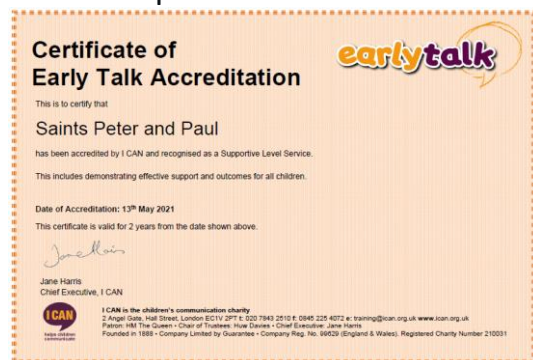 Certificate of
Early Talk Accreditation
earlytalk
This is to certify that
Saints Peter and Paul
has been accredited by I CAN and recognised as a Supportive Level Service.
This includes demonstrating effective support and outcomes for all children.
Date of Accreditation: 13th May 2021
This certificate is valid for 2 years from the date shown above.
Jane Harris
Jane Harris
Chief Executive, I CAN
I CAN
helps children
communicate
I CAN is the children's communication charity
2 Angel Gate, Hall Street, London EC1V 2PT t: 020 7843 2510 f: 0845 225 4072 e: training@ican.org.uk www.ican.org.uk
Patron: HM The Queen - Chair of Trustees: Huw Davies - Chief Executive: Jane Harris
Founded in 1888 - Company Limited by Guarantee - Company Reg. No. 99629 (England & Wales). Registered Charity Number 210031